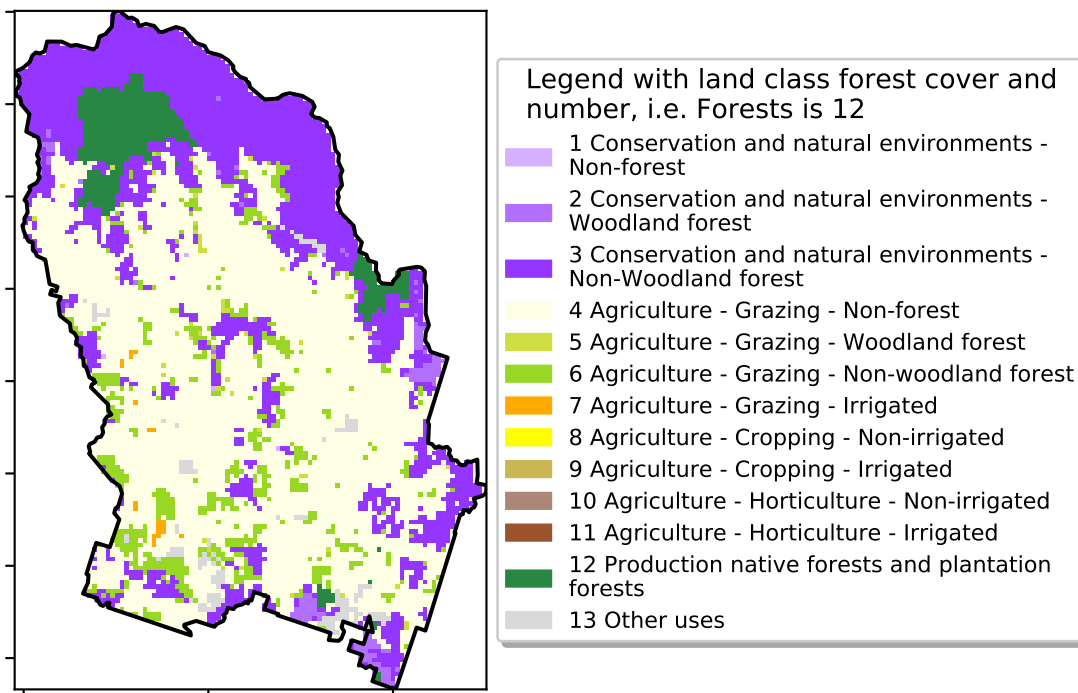 Legend with land class forest cover and
number, i.e. Forests is 12
1 Conservation and natural environments -
Non-forest
2 Conservation and natural environments -
Woodland forest
3 Conservation and natural environments -
Non-Woodland forest
4 Agriculture - Grazing - Non-forest
5 Agriculture - Grazing - Woodland forest
6 Agriculture - Grazing - Non-woodland forest
7 Agriculture - Grazing - Irrigated
8 Agriculture - Cropping - Non-irrigated
9 Agriculture - Cropping - Irrigated
10 Agriculture - Horticulture - Non-irrigated
11 Agriculture - Horticulture - Irrigated
12 Production native forests and plantation
forests
13 Other uses